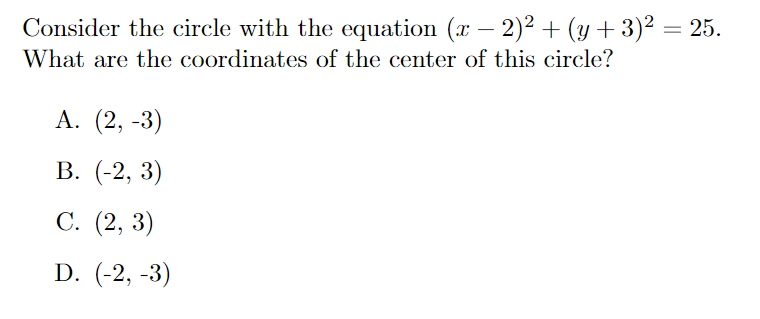 Consider the circle with the equation (x − 2)² + (y + 3)² = 25.
What are the coordinates of the center of this circle?
A. (2, -3)
B. (-2, 3)
C. (2, 3)
D. (-2, -3)